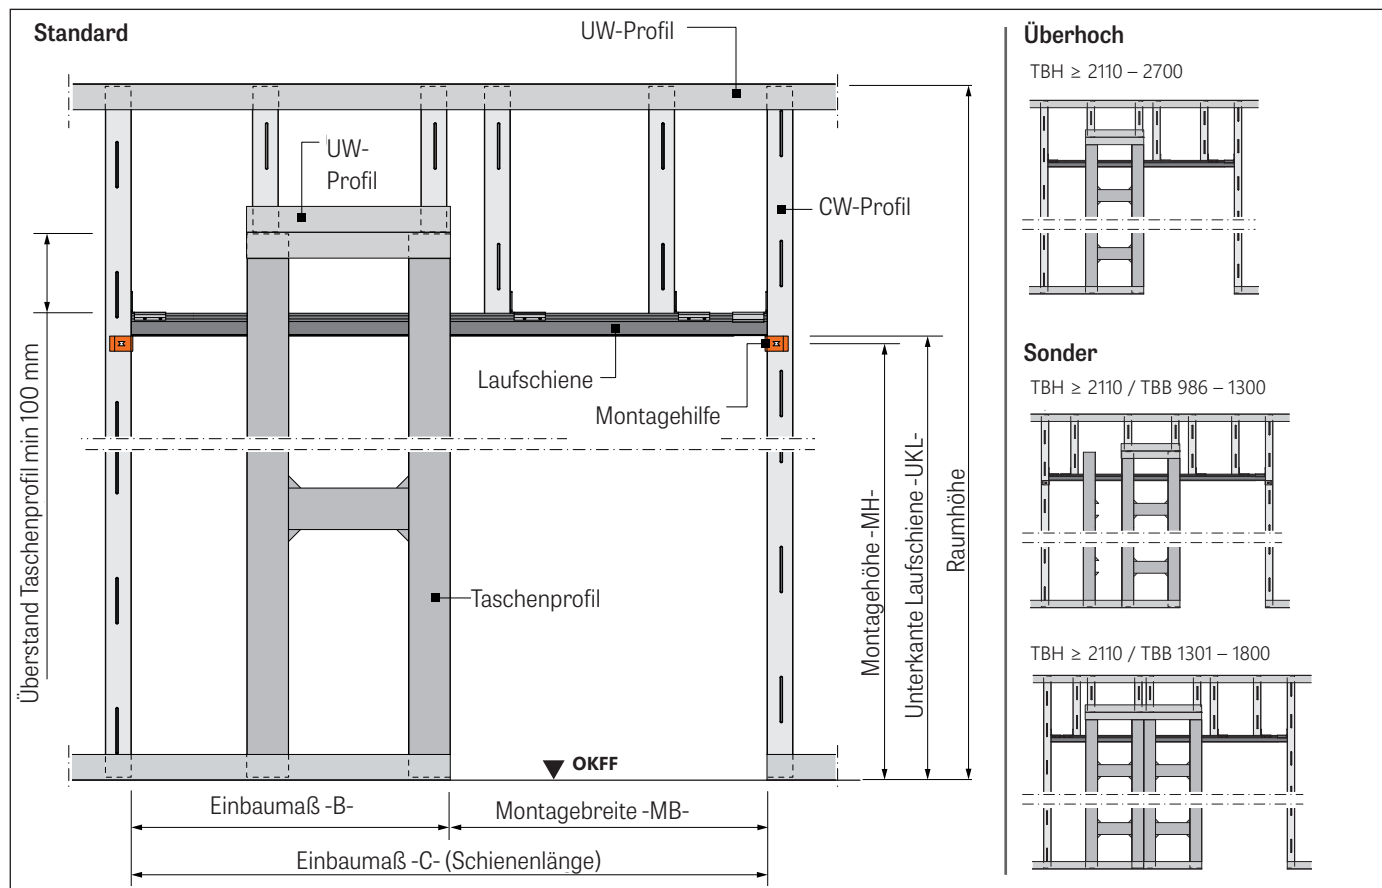 Standard
UW-Profil
UW-
Profil
CW-Profil
Überstand Taschenprofil min 100 mm
Laufschiene
Montagehilfe
Montagehöhe -MH-
Unterkante Laufschiene -UKL-
Raumhöhe
Taschenprofil
OKFF
Einbaumaß -B-
Montagebreite -MB-
Einbaumaß -C- (Schienenlänge)
Überhoch
TBH ≥ 2110 – 2700
Sonder
TBH ≥ 2110 / TBB 986 – 1300
TBH ≥ 2110 / TBB 1301 – 1800